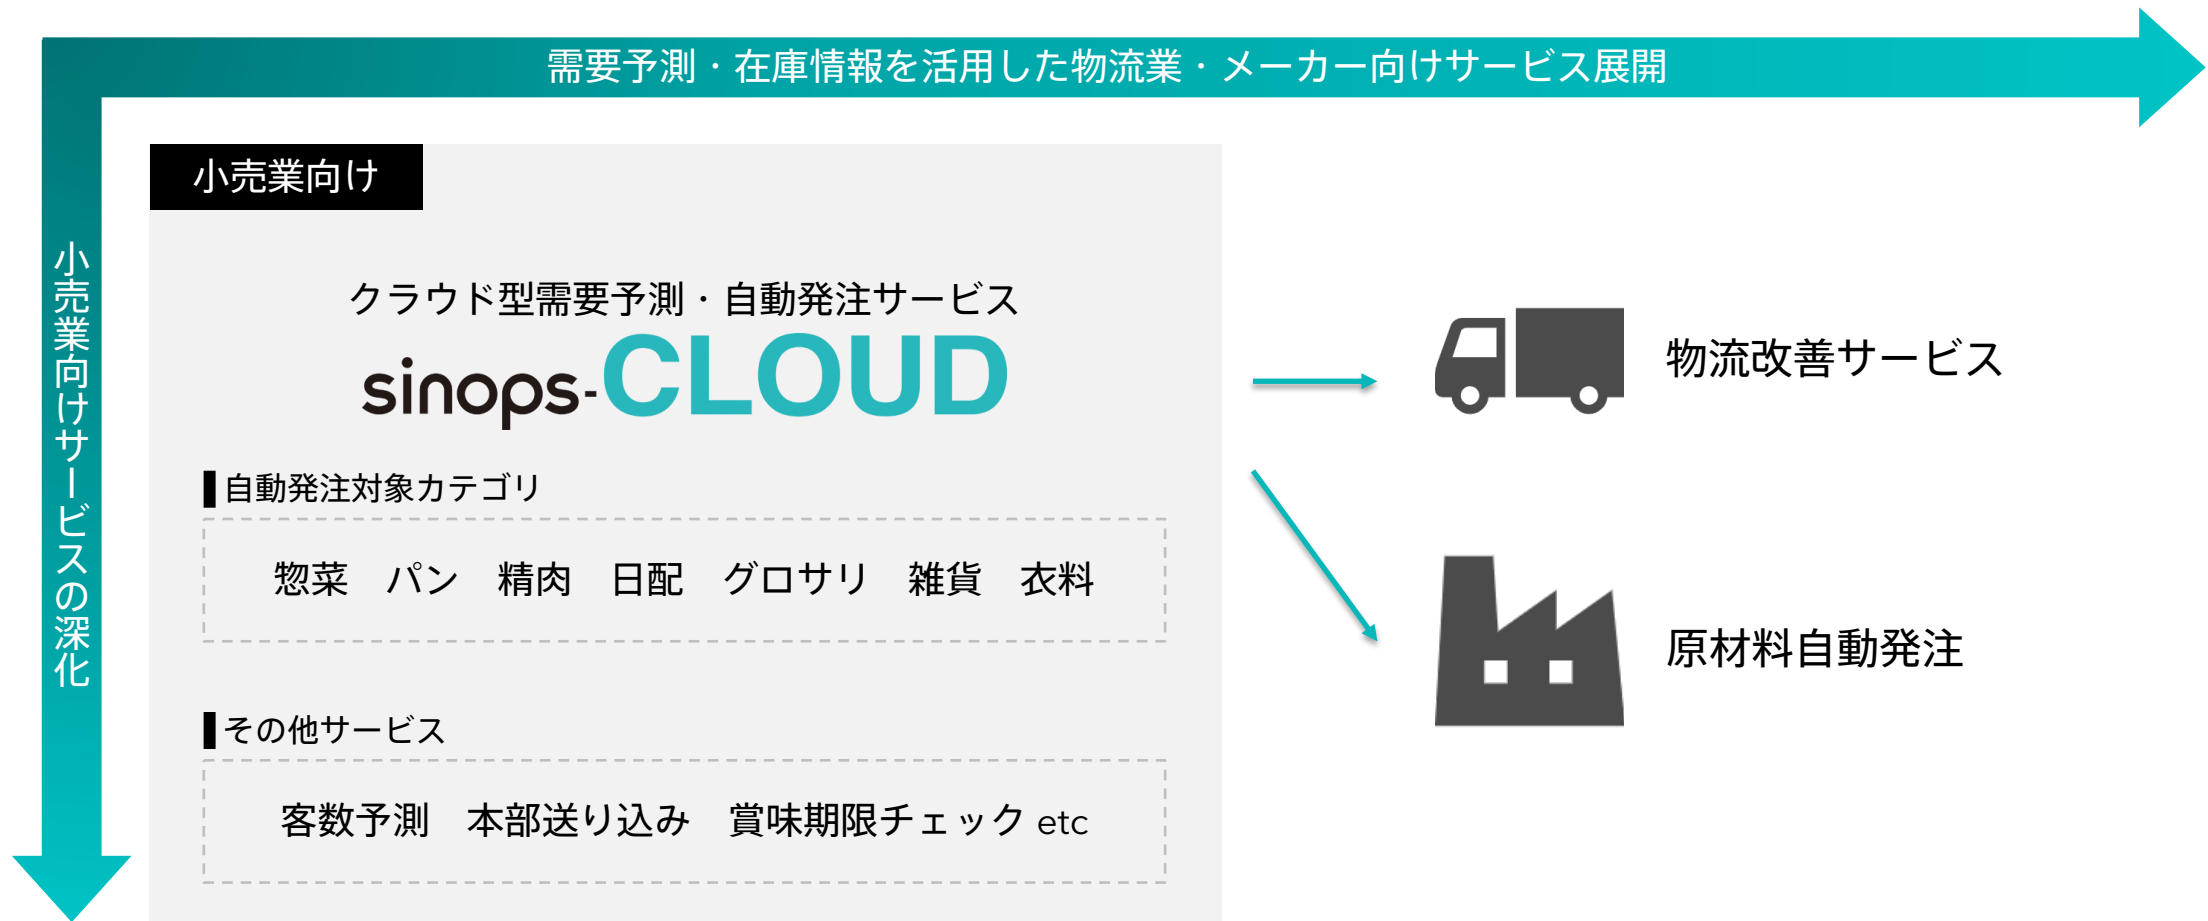 需要予測・在庫情報を活用した物流業・メーカー向けサービス展開
小売業向けサービスの深化
小売業向け
クラウド型需要予測・自動発注サービス
sinops-CLOUD
自動発注対象カテゴリ
惣菜　パン　精肉　日配　グロサリ　雑貨　衣料
その他サービス
客数予測　本部送り込み　賞味期限チェック etc
物流改善サービス
原材料自動発注